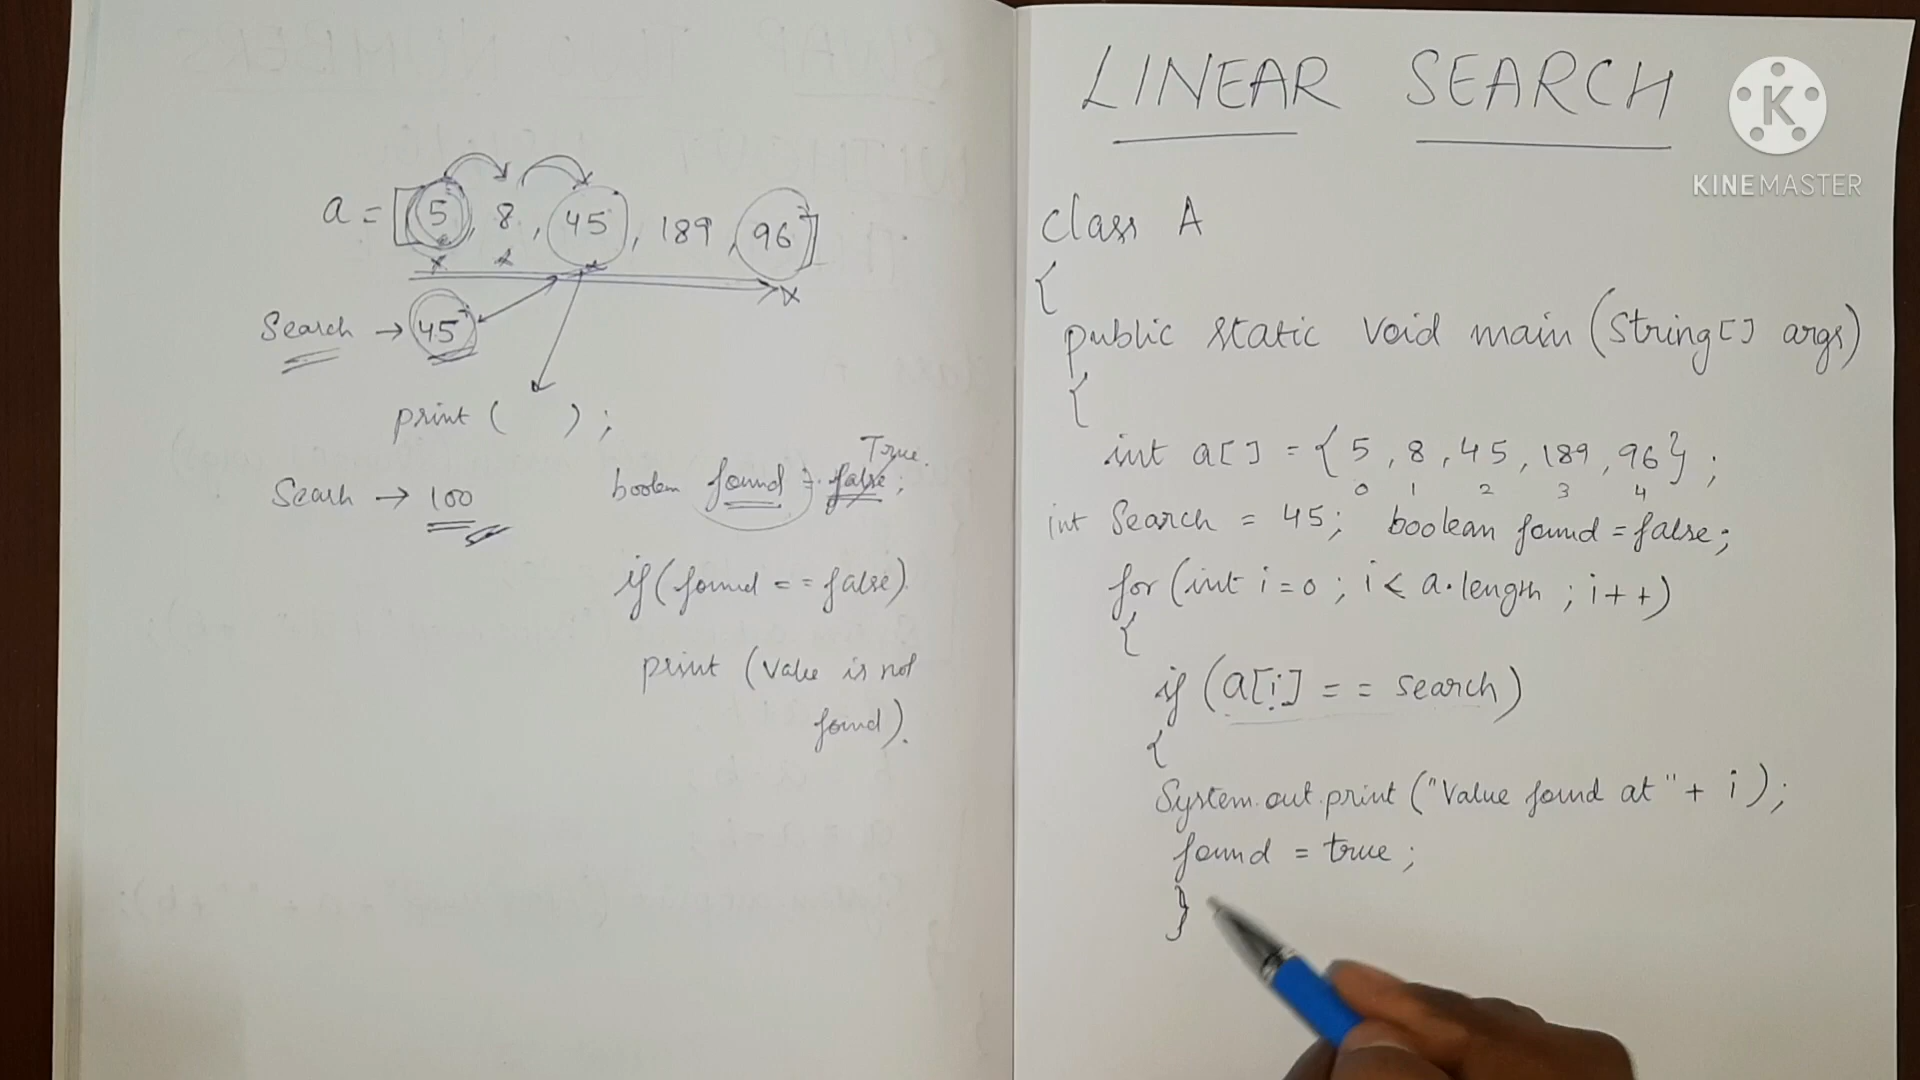 a = [5, 8, 45, 189, 96]
Search → 45
print ( ) ;
Search → 100
True.
boolean found = false;
if (found == false).
print (Value is not
found).
LINEAR SEARCH
K
KINEMASTER
class A
{
public static void main (String[] args)
{
int a[] = {5, 8, 45, 189, 96};
0 1 2 3 4
int Search = 45; boolean found = false;
for (int i = 0 ; i < a.length ; i++)
{
if (a[i] == search)
{
System.out.print ("Value found at" + i);
found = true;
}